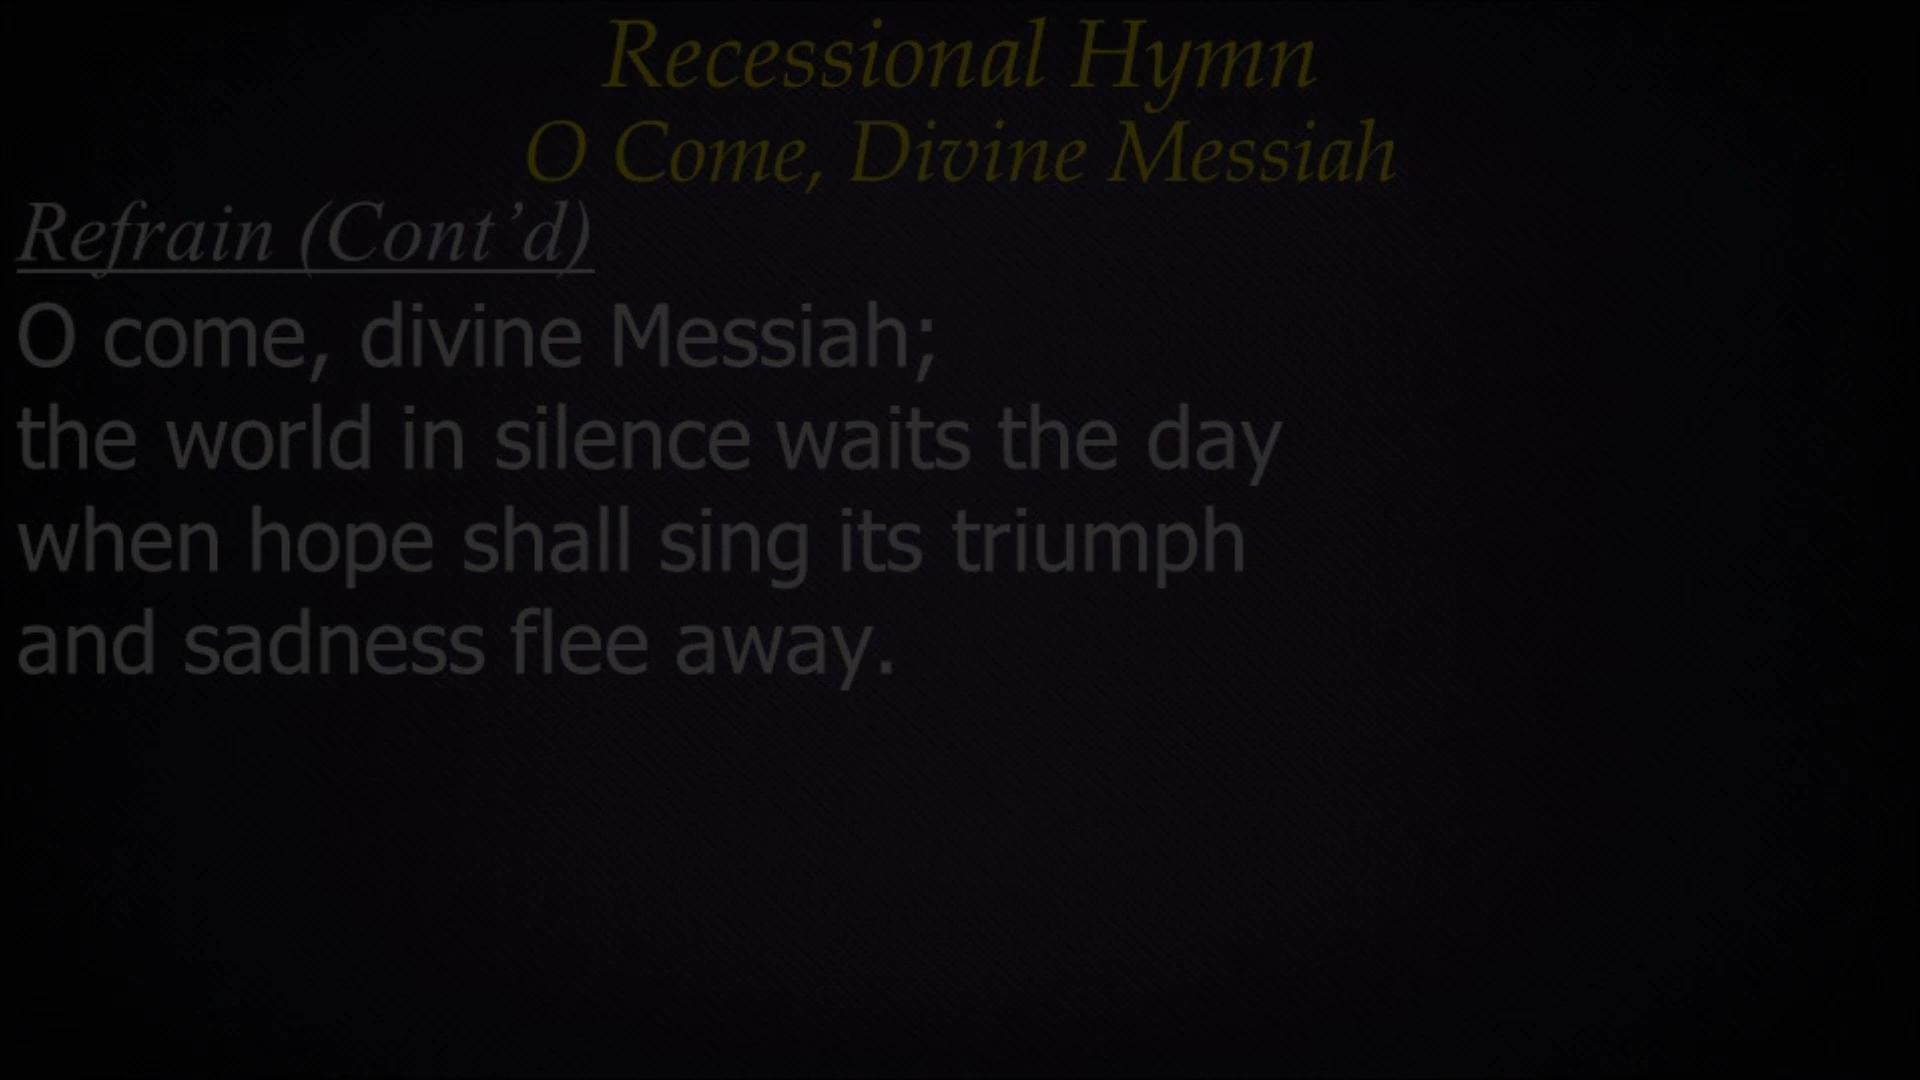 Recessional Hymn
O Come, Divine Messiah
Refrain (Cont’d)
O come, divine Messiah;
the world in silence waits the day
when hope shall sing its triumph
and sadness flee away.